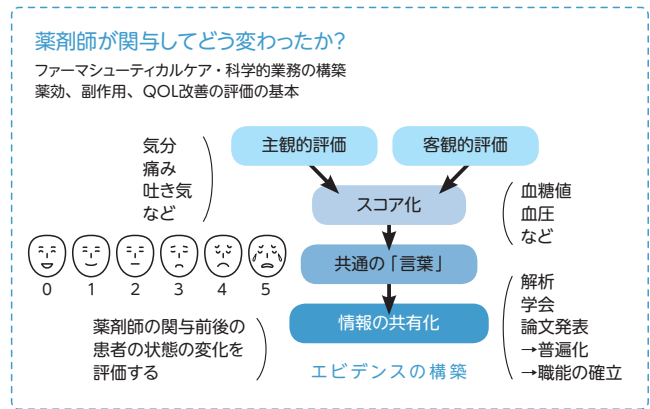 薬剤師が関与してどう変わったか?
ファーマシューティカルケア・科学的業務の構築
薬効、副作用、QOL改善の評価の基本
主観的評価
客観的評価
気分
痛み
吐き気
など
スコア化
血糖値
血圧
など
0 1 2 3 4 5
共通の「言葉」
情報の共有化
解析
学会
論文発表
→普遍化
→職能の確立
薬剤師の関与前後の
患者の状態の変化を
評価する
エビデンスの構築